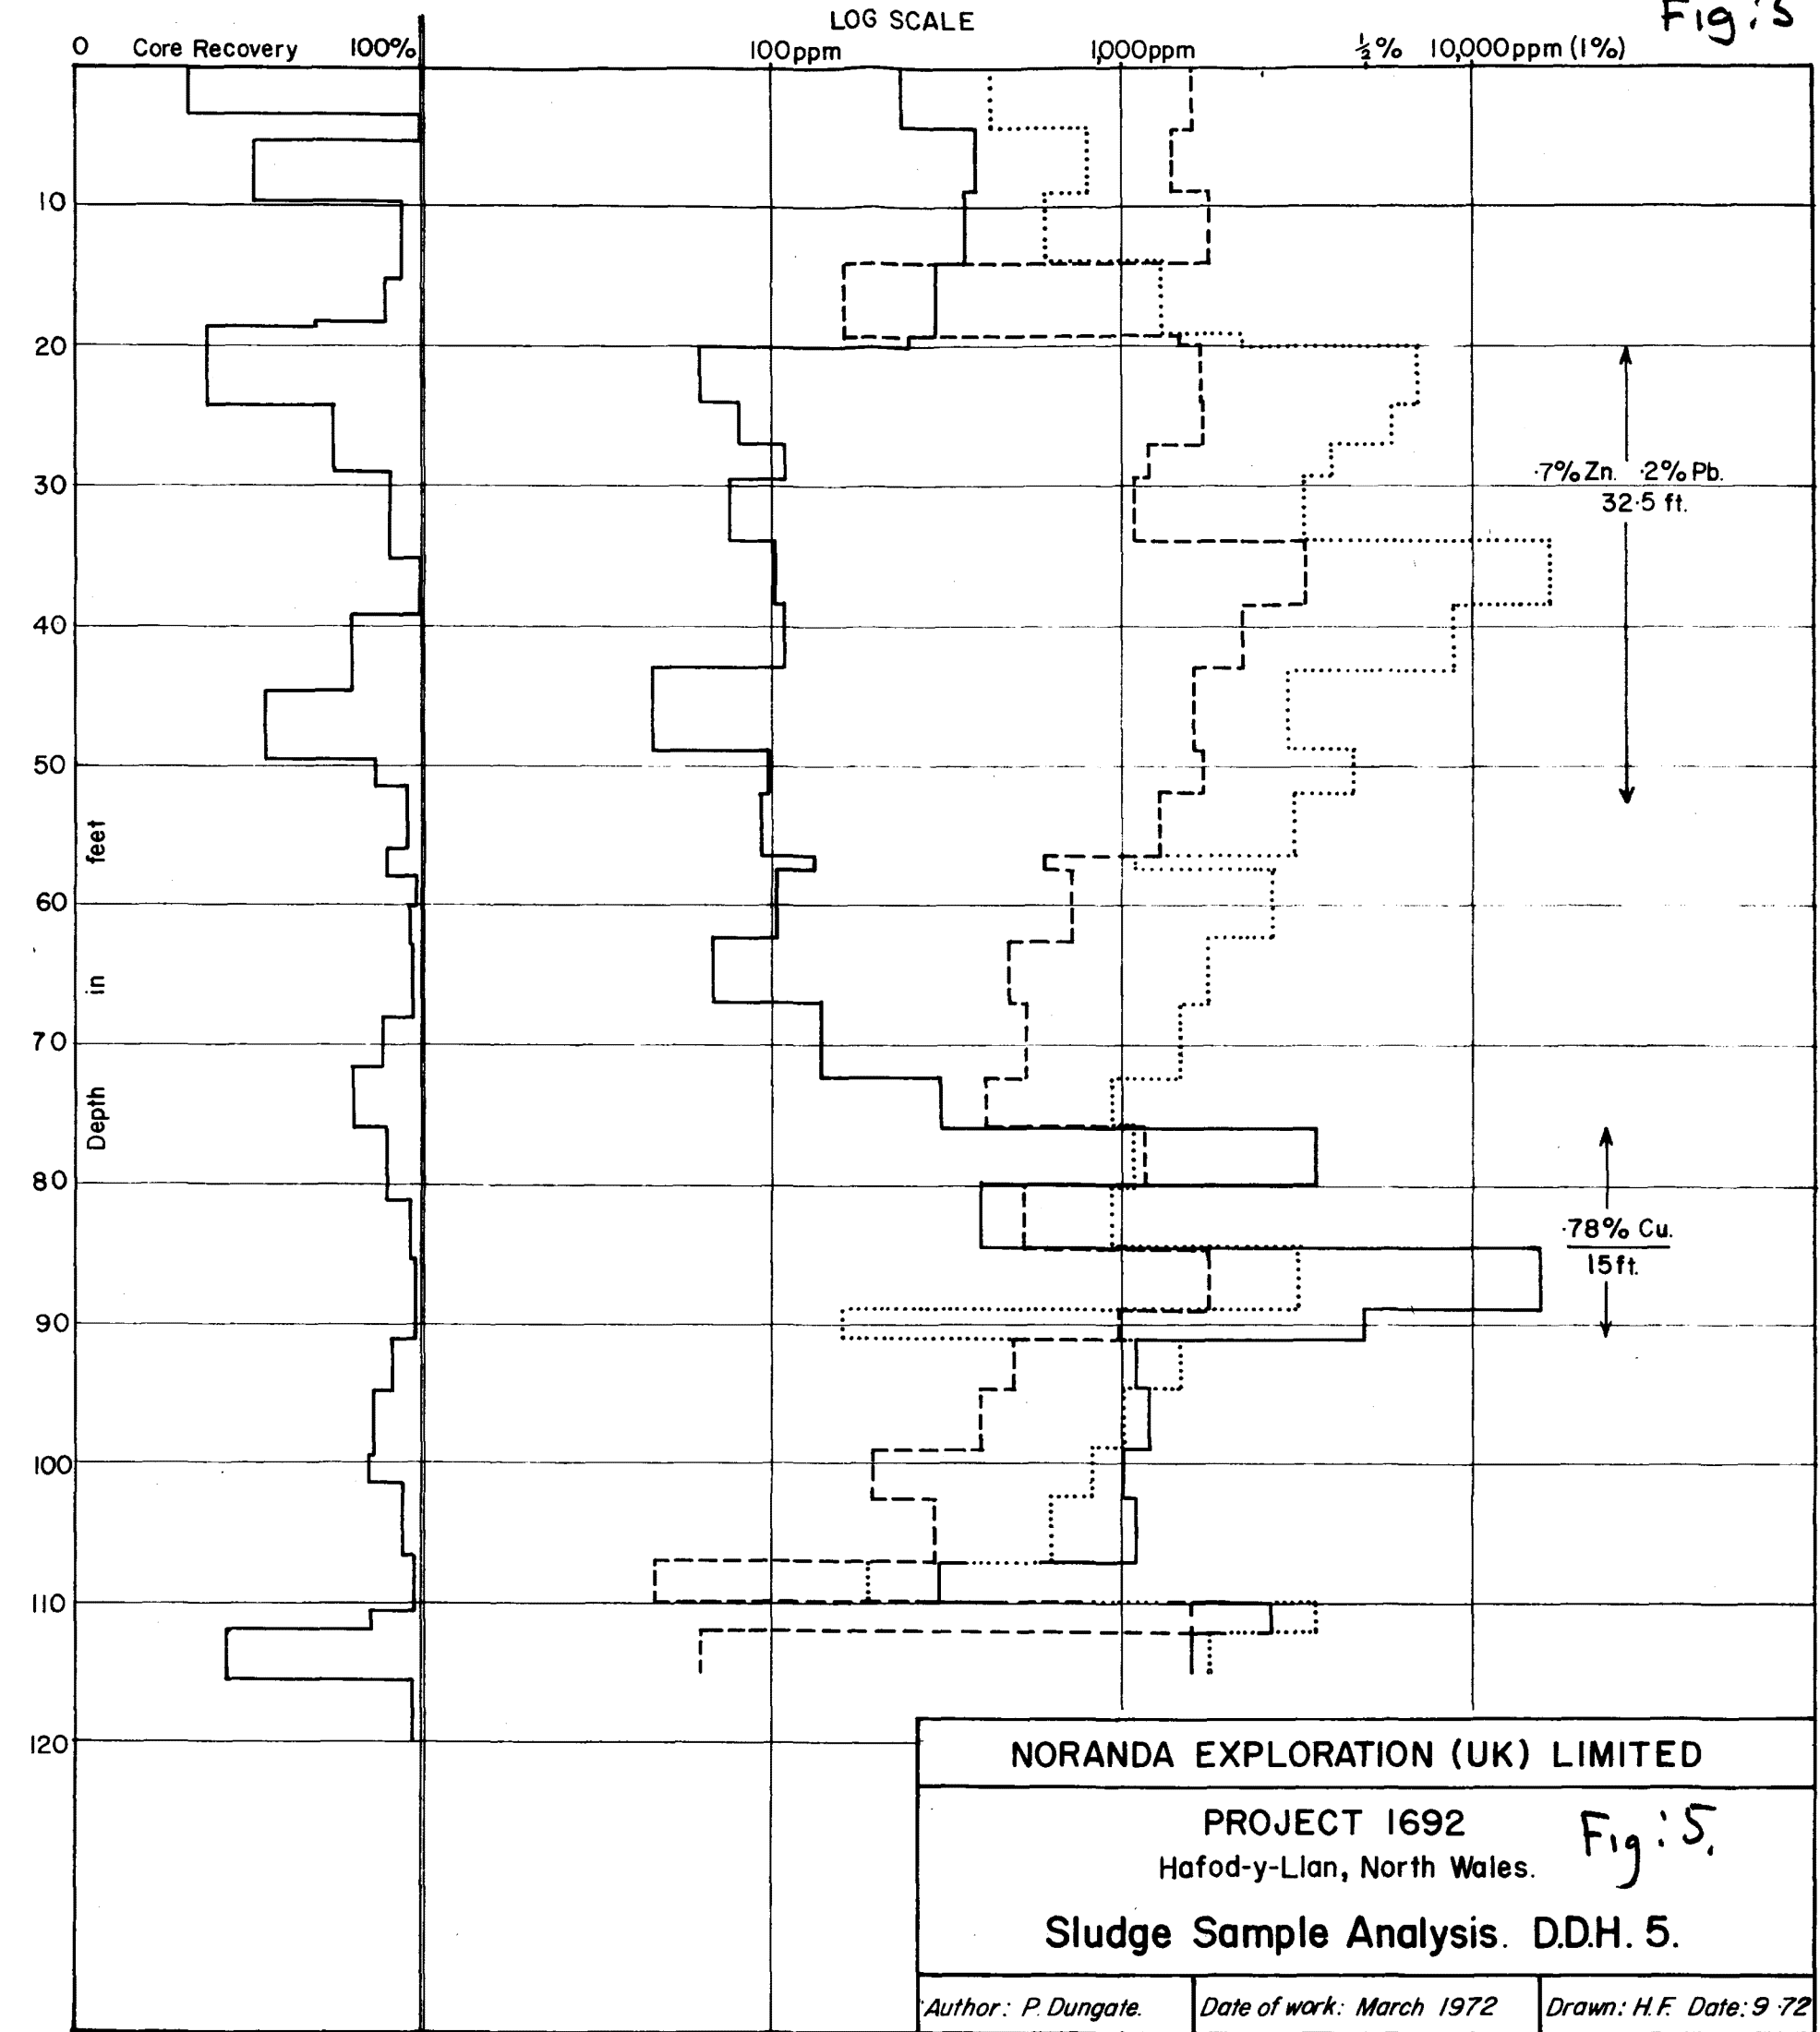 Fig: 5
LOG SCALE
0 Core Recovery 100% 100ppm 1,000ppm ½% 10,000ppm (1%)
10
20
·7% Zn. ·2% Pb.
30
32·5 ft.
40
50
feet
60
in
70
Depth
80
·78% Cu.
15ft.
90
100
110
120
NORANDA EXPLORATION (UK) LIMITED
PROJECT 1692
Fig: 5.
Hafod-y-Llan, North Wales.
Sludge Sample Analysis. D.D.H. 5.
Author: P. Dungate. Date of work: March 1972 Drawn: H.F. Date: 9·72